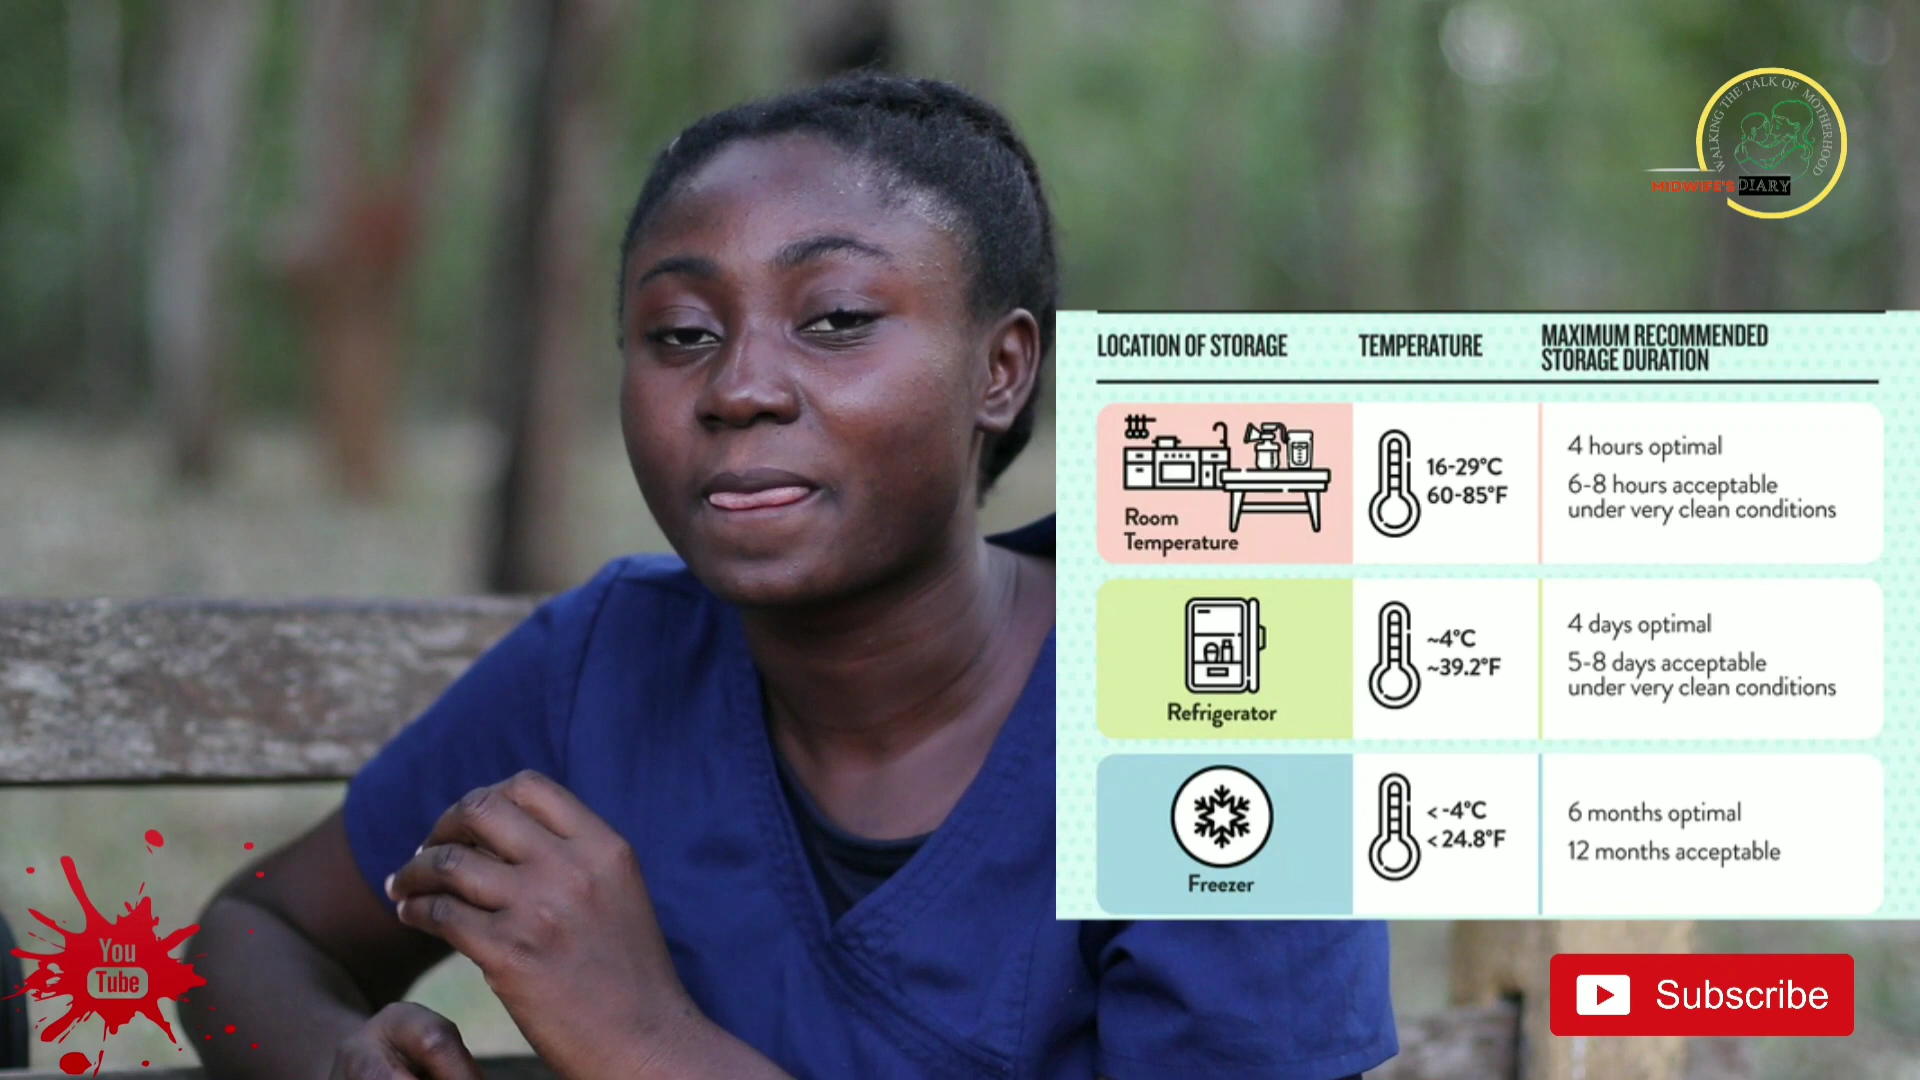 WALKING THE TALK OF MOTHERHOOD
MIDWIFE'S DIARY
LOCATION OF STORAGE
TEMPERATURE
MAXIMUM RECOMMENDED
STORAGE DURATION
Room
Temperature
16-29°C
60-85°F
4 hours optimal
6-8 hours acceptable
under very clean conditions
Refrigerator
~4°C
~39.2°F
4 days optimal
5-8 days acceptable
under very clean conditions
Freezer
< -4°C
< 24.8°F
6 months optimal
12 months acceptable
You
Tube
Subscribe